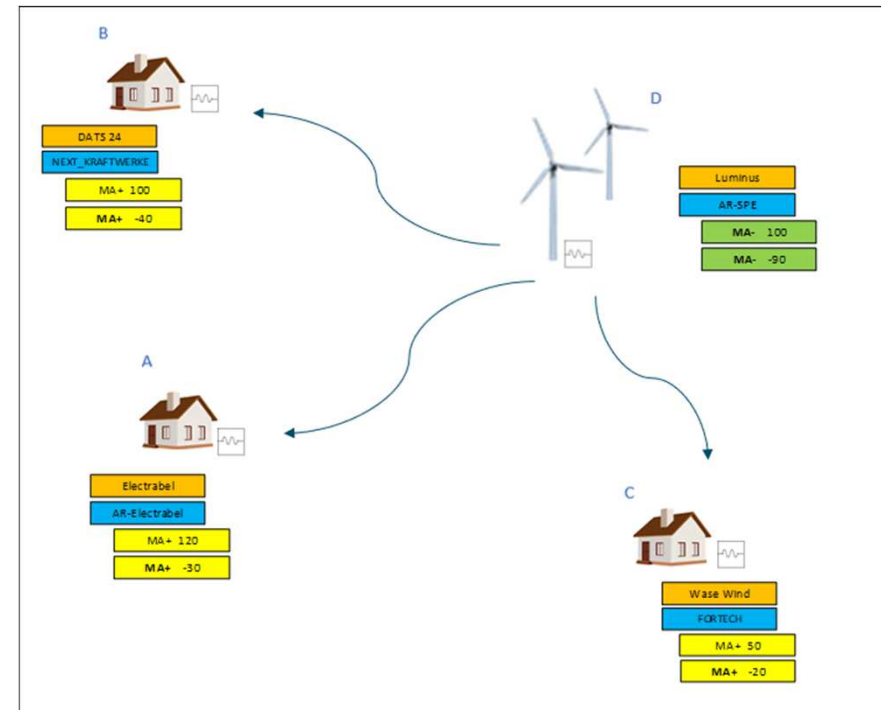 B
DATS 24
NEXT_KRAFTWERKE
MA+ 100
MA+ -40
D
Luminus
AR-SPE
MA- 100
MA- -90
A
Electrabel
AR-Electrabel
MA+ 120
MA+ -30
C
Wase Wind
FORTECH
MA+ 50
MA+ -20